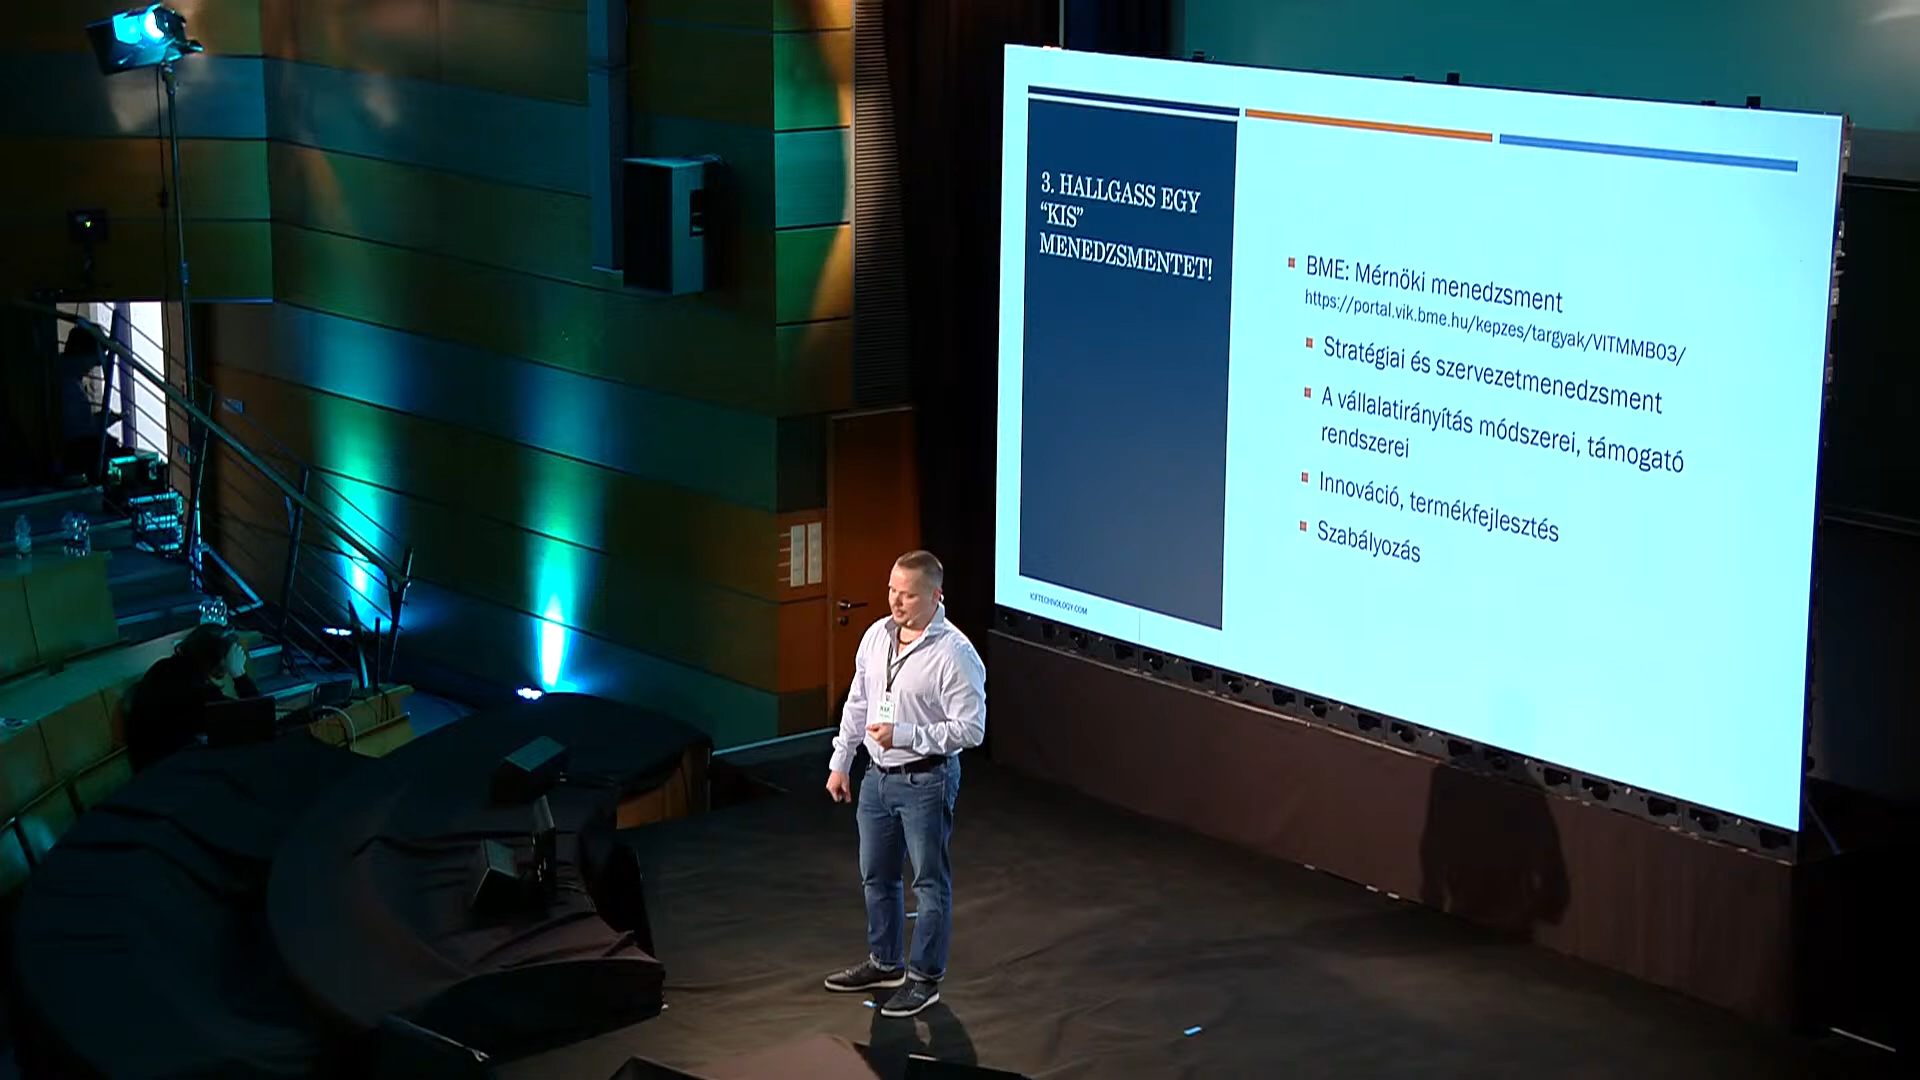 3. HALLGASS EGY
“KIS”
MENEDZSMENTET!
BME: Mérnöki menedzsment
https://portal.vik.bme.hu/kepzes/targyak/VITMMB03/
Stratégiai és szervezetmenedzsment
A vállalatirányítás módszerei, támogató
rendszerei
Innováció, termékfejlesztés
Szabályozás